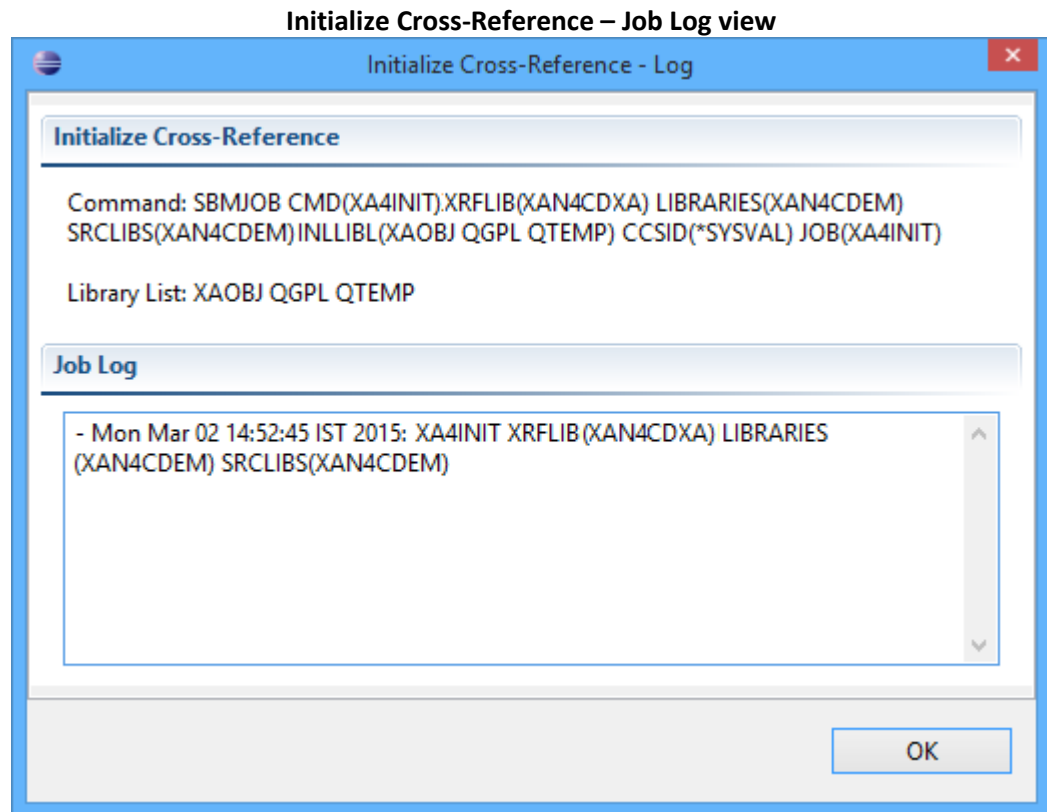 Initialize Cross-Reference – Job Log view
Initialize Cross-Reference - Log
Initialize Cross-Reference
Command: SBMJOB CMD(XA4INIT).XRFLIB(XAN4CDXA) LIBRARIES(XAN4CDEM)
SRCLIBS(XAN4CDEM) INLLIBL(XAOBJ QGPL QTEMP) CCSID(*SYSVAL) JOB(XA4INIT)
Library List: XAOBJ QGPL QTEMP
Job Log
- Mon Mar 02 14:52:45 IST 2015: XA4INIT XRFLIB(XAN4CDXA) LIBRARIES
(XAN4CDEM) SRCLIBS(XAN4CDEM)
OK